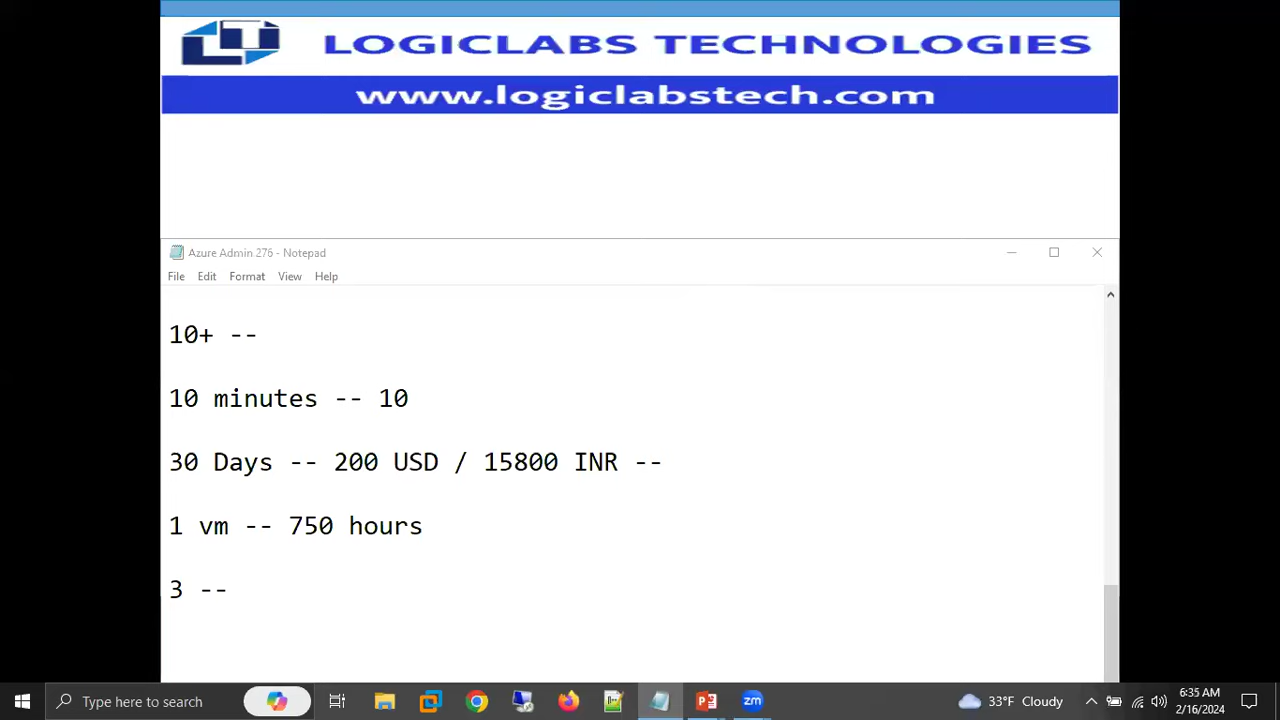 LOGICLABS TECHNOLOGIES
www.logiclabstech.com
Azure Admin 276 - Notepad
File Edit Format View Help
10+ --
10 minutes -- 10
30 Days -- 200 USD / 15800 INR --
1 vm -- 750 hours
3 --
Type here to search
zm
33°F Cloudy
6:35 AM
2/16/2024